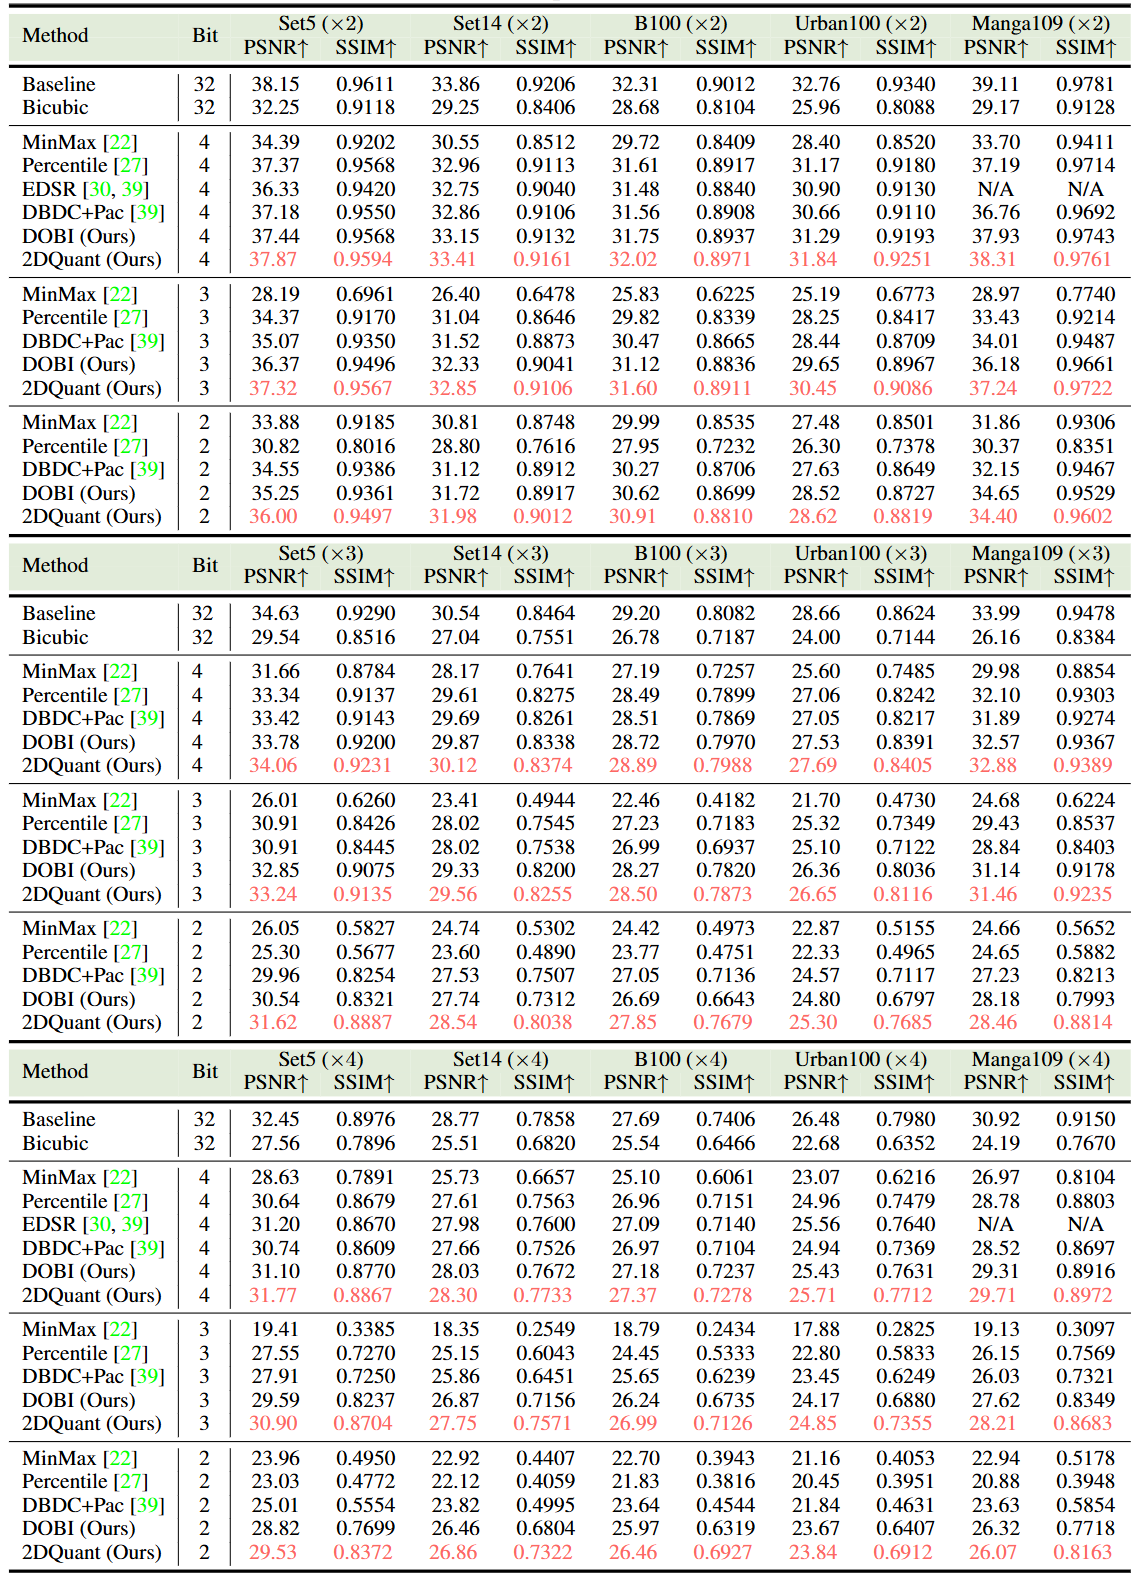 Method Bit Set5 (×2) Set14 (×2) B100 (×2) Urban100 (×2) Manga109 (×2)
PSNR↑ SSIM↑ PSNR↑ SSIM↑ PSNR↑ SSIM↑ PSNR↑ SSIM↑ PSNR↑ SSIM↑
Baseline 32 38.15 0.9611 33.86 0.9206 32.31 0.9012 32.76 0.9340 39.11 0.9781
Bicubic 32 32.25 0.9118 29.25 0.8406 28.68 0.8104 25.96 0.8088 29.17 0.9128
MinMax [22] 4 34.39 0.9202 30.55 0.8512 29.72 0.8409 28.40 0.8520 33.70 0.9411
Percentile [27] 4 37.37 0.9568 32.96 0.9113 31.61 0.8917 31.17 0.9180 37.19 0.9714
EDSR [30, 39] 4 36.33 0.9420 32.75 0.9040 31.48 0.8840 30.90 0.9130 N/A N/A
DBDC+Pac [39] 4 37.18 0.9550 32.86 0.9106 31.56 0.8908 30.66 0.9110 36.76 0.9692
DOBI (Ours) 4 37.44 0.9568 33.15 0.9132 31.75 0.8937 31.29 0.9193 37.93 0.9743
2DQuant (Ours) 4 37.87 0.9594 33.41 0.9161 32.02 0.8971 31.84 0.9251 38.31 0.9761
MinMax [22] 3 28.19 0.6961 26.40 0.6478 25.83 0.6225 25.19 0.6773 28.97 0.7740
Percentile [27] 3 34.37 0.9170 31.04 0.8646 29.82 0.8339 28.25 0.8417 33.43 0.9214
DBDC+Pac [39] 3 35.07 0.9350 31.52 0.8873 30.47 0.8665 28.44 0.8709 34.01 0.9487
DOBI (Ours) 3 36.37 0.9496 32.33 0.9041 31.12 0.8836 29.65 0.8967 36.18 0.9661
2DQuant (Ours) 3 37.32 0.9567 32.85 0.9106 31.60 0.8911 30.45 0.9086 37.24 0.9722
MinMax [22] 2 33.88 0.9185 30.81 0.8748 29.99 0.8535 27.48 0.8501 31.86 0.9306
Percentile [27] 2 30.82 0.8016 28.80 0.7616 27.95 0.7232 26.30 0.7378 30.37 0.8351
DBDC+Pac [39] 2 34.55 0.9386 31.12 0.8912 30.27 0.8706 27.63 0.8649 32.15 0.9467
DOBI (Ours) 2 35.25 0.9361 31.72 0.8917 30.62 0.8699 28.52 0.8727 34.65 0.9529
2DQuant (Ours) 2 36.00 0.9497 31.98 0.9012 30.91 0.8810 28.62 0.8819 34.40 0.9602
Method Bit Set5 (×3) Set14 (×3) B100 (×3) Urban100 (×3) Manga109 (×3)
PSNR↑ SSIM↑ PSNR↑ SSIM↑ PSNR↑ SSIM↑ PSNR↑ SSIM↑ PSNR↑ SSIM↑
Baseline 32 34.63 0.9290 30.54 0.8464 29.20 0.8082 28.66 0.8624 33.99 0.9478
Bicubic 32 29.54 0.8516 27.04 0.7551 26.78 0.7187 24.00 0.7144 26.16 0.8384
MinMax [22] 4 31.66 0.8784 28.17 0.7641 27.19 0.7257 25.60 0.7485 29.98 0.8854
Percentile [27] 4 33.34 0.9137 29.61 0.8275 28.49 0.7899 27.06 0.8242 32.10 0.9303
DBDC+Pac [39] 4 33.42 0.9143 29.69 0.8261 28.51 0.7869 27.05 0.8217 31.89 0.9274
DOBI (Ours) 4 33.78 0.9200 29.87 0.8338 28.72 0.7970 27.53 0.8391 32.57 0.9367
2DQuant (Ours) 4 34.06 0.9231 30.12 0.8374 28.89 0.7988 27.69 0.8405 32.88 0.9389
MinMax [22] 3 26.01 0.6260 23.41 0.4944 22.46 0.4182 21.70 0.4730 24.68 0.6224
Percentile [27] 3 30.91 0.8426 28.02 0.7545 27.23 0.7183 25.32 0.7349 29.43 0.8537
DBDC+Pac [39] 3 30.91 0.8445 28.02 0.7538 26.99 0.6937 25.10 0.7122 28.84 0.8403
DOBI (Ours) 3 32.85 0.9075 29.33 0.8200 28.27 0.7820 26.36 0.8036 31.14 0.9178
2DQuant (Ours) 3 33.24 0.9135 29.56 0.8255 28.50 0.7873 26.65 0.8116 31.46 0.9235
MinMax [22] 2 26.05 0.5827 24.74 0.5302 24.42 0.4973 22.87 0.5155 24.66 0.5652
Percentile [27] 2 25.30 0.5677 23.60 0.4890 23.77 0.4751 22.33 0.4965 24.65 0.5882
DBDC+Pac [39] 2 29.96 0.8254 27.53 0.7507 27.05 0.7136 24.57 0.7117 27.23 0.8213
DOBI (Ours) 2 30.54 0.8321 27.74 0.7312 26.69 0.6643 24.80 0.6797 28.18 0.7993
2DQuant (Ours) 2 31.62 0.8887 28.54 0.8038 27.85 0.7679 25.30 0.7685 28.46 0.8814
Method Bit Set5 (×4) Set14 (×4) B100 (×4) Urban100 (×4) Manga109 (×4)
PSNR↑ SSIM↑ PSNR↑ SSIM↑ PSNR↑ SSIM↑ PSNR↑ SSIM↑ PSNR↑ SSIM↑
Baseline 32 32.45 0.8976 28.77 0.7858 27.69 0.7406 26.48 0.7980 30.92 0.9150
Bicubic 32 27.56 0.7896 25.51 0.6820 25.54 0.6466 22.68 0.6352 24.19 0.7670
MinMax [22] 4 28.63 0.7891 25.73 0.6657 25.10 0.6061 23.07 0.6216 26.97 0.8104
Percentile [27] 4 30.64 0.8679 27.61 0.7563 26.96 0.7151 24.96 0.7479 28.78 0.8803
EDSR [30, 39] 4 31.20 0.8670 27.98 0.7600 27.09 0.7140 25.56 0.7640 N/A N/A
DBDC+Pac [39] 4 30.74 0.8609 27.66 0.7526 26.97 0.7104 24.94 0.7369 28.52 0.8697
DOBI (Ours) 4 31.10 0.8770 28.03 0.7672 27.18 0.7237 25.43 0.7631 29.31 0.8916
2DQuant (Ours) 4 31.77 0.8867 28.30 0.7733 27.37 0.7278 25.71 0.7712 29.71 0.8972
MinMax [22] 3 19.41 0.3385 18.35 0.2549 18.79 0.2434 17.88 0.2825 19.13 0.3097
Percentile [27] 3 27.55 0.7270 25.15 0.6043 24.45 0.5333 22.80 0.5833 26.15 0.7569
DBDC+Pac [39] 3 27.91 0.7250 25.86 0.6451 25.65 0.6239 23.45 0.6249 26.03 0.7321
DOBI (Ours) 3 29.59 0.8237 26.87 0.7156 26.24 0.6735 24.17 0.6880 27.62 0.8349
2DQuant (Ours) 3 30.90 0.8704 27.75 0.7571 26.99 0.7126 24.85 0.7355 28.21 0.8683
MinMax [22] 2 23.96 0.4950 22.92 0.4407 22.70 0.3943 21.16 0.4053 22.94 0.5178
Percentile [27] 2 23.03 0.4772 22.12 0.4059 21.83 0.3816 20.45 0.3951 20.88 0.3948
DBDC+Pac [39] 2 25.01 0.5554 23.82 0.4995 23.64 0.4544 21.84 0.4631 23.63 0.5854
DOBI (Ours) 2 28.82 0.7699 26.46 0.6804 25.97 0.6319 23.67 0.6407 26.32 0.7718
2DQuant (Ours) 2 29.53 0.8372 26.86 0.7322 26.46 0.6927 23.84 0.6912 26.07 0.8163